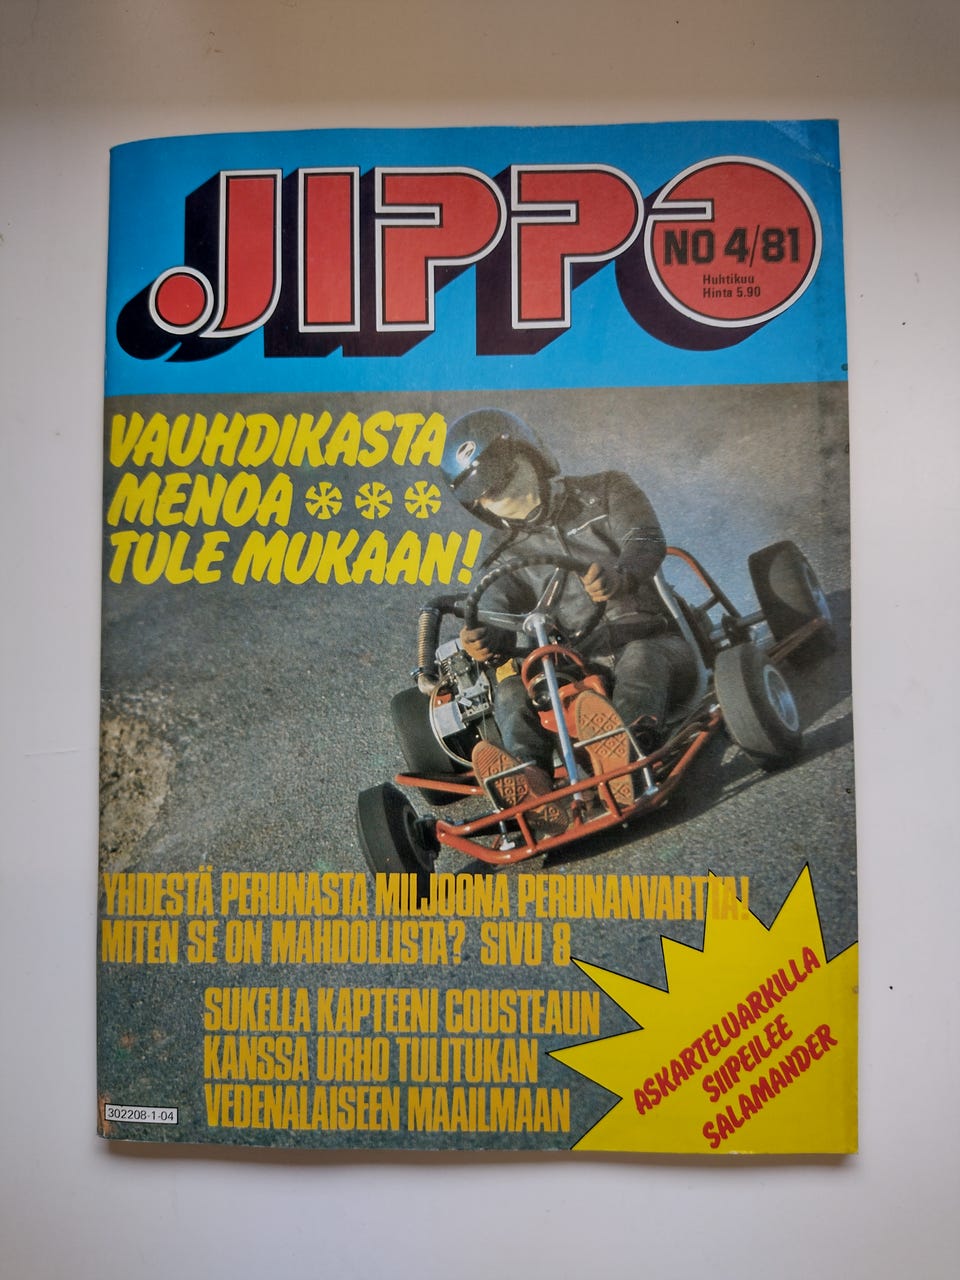 JIPPO
NO 4/81
Huhtikuu
Hinta 5.90
VAUHDIKASTA
MENOA ***
TULE MUKAAN!
YHDESTÄ PERUNASTA MILJOONA PERUNANVARTTA!
MITEN SE ON MAHDOLLISTA? SIVU 8
SUKELLA KAPTEENI COUSTEAUN
KANSSA URHO TULITUKAN
VEDENALAISEEN MAAILMAAN
ASKARTELUARKILLA
SIIPEILEE
SALAMANDER
302208-1-04